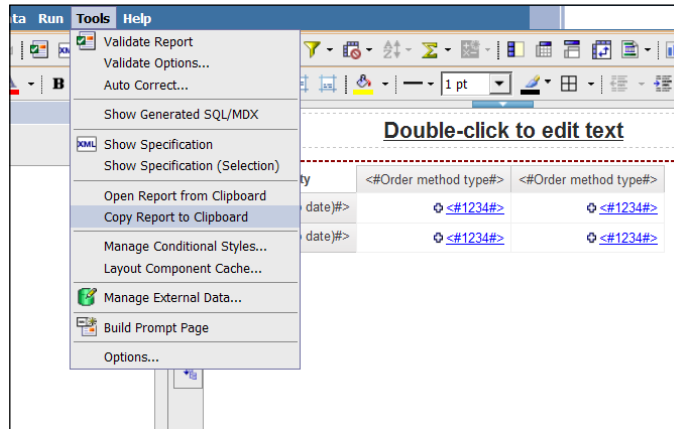 ata Run Tools Help
Validate Report
Validate Options...
Auto Correct...
Show Generated SQL/MDX
XML Show Specification
Show Specification (Selection)
Open Report from Clipboard
Copy Report to Clipboard
Manage Conditional Styles...
Layout Component Cache...
Manage External Data...
Build Prompt Page
Options...
A B
1 pt
Double-click to edit text
ty <#Order method type#> <#Order method type#>
date)#> <#1234#> <#1234#>
date)#> <#1234#> <#1234#>